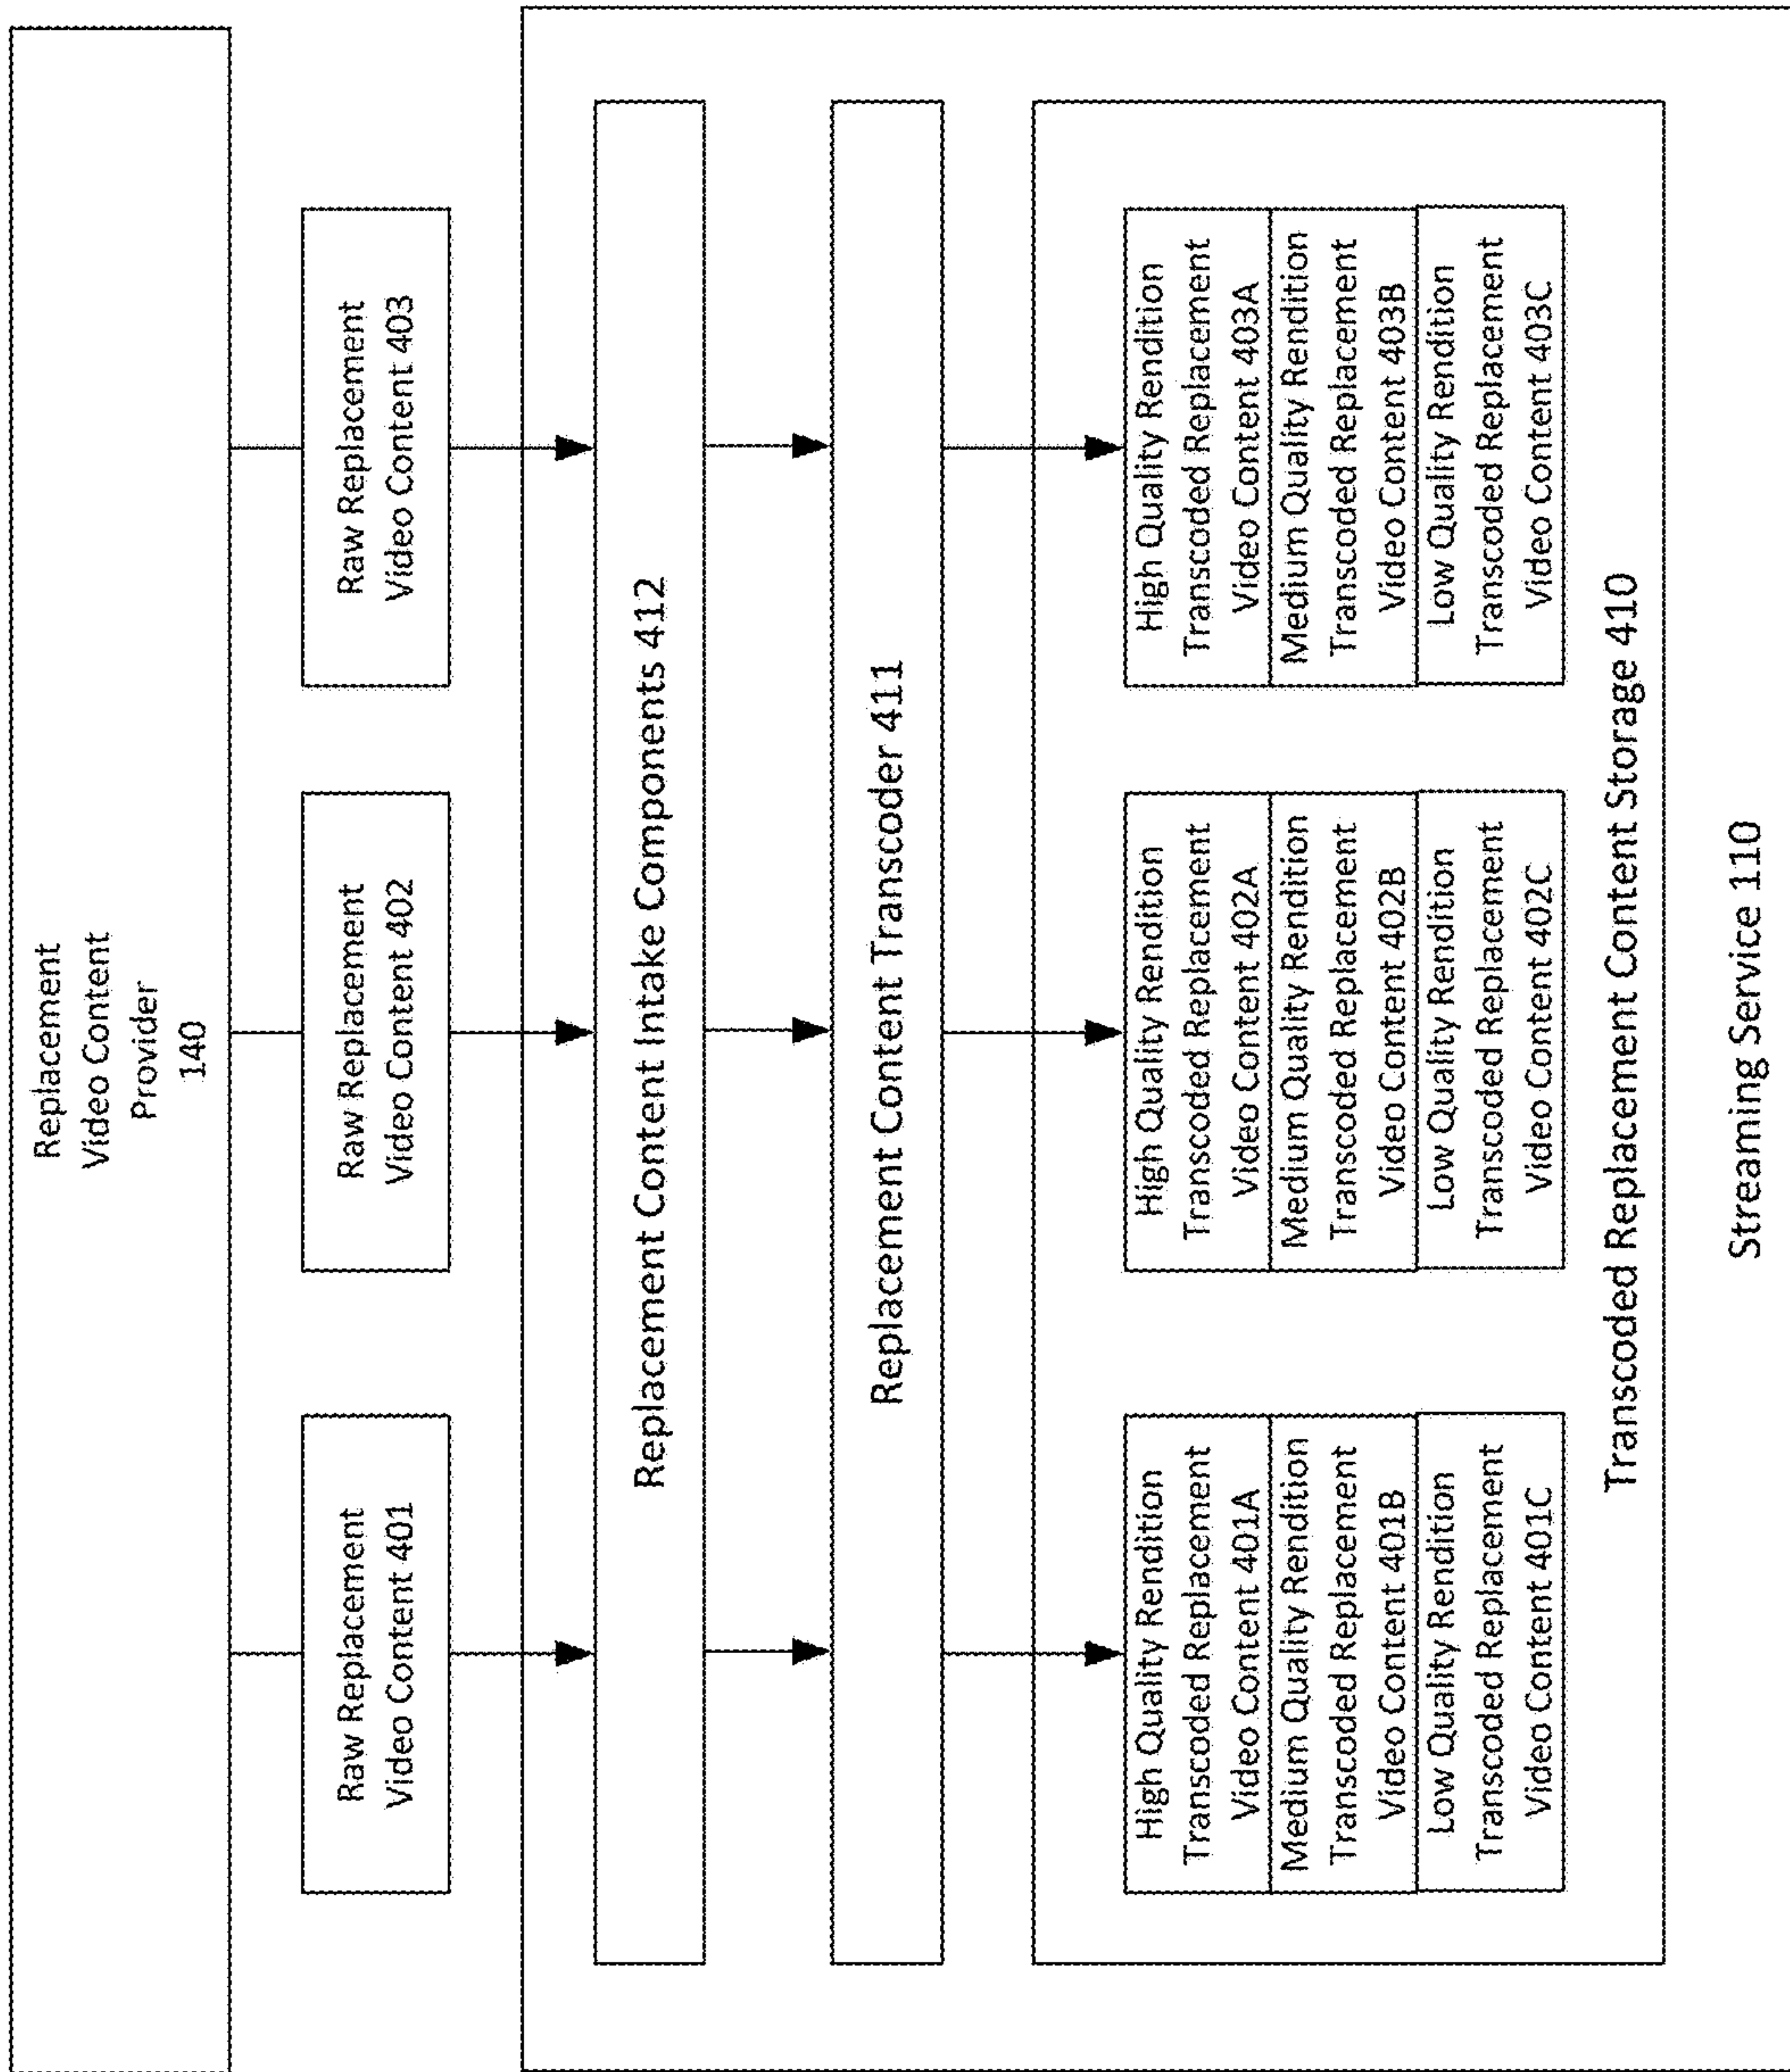 Replacement
Video Content
Provider
140
Raw Replacement
Video Content 401
Raw Replacement
Video Content 402
Raw Replacement
Video Content 403
Replacement Content Intake Components 412
Replacement Content Transcoder 411
High Quality Rendition
Transcoded Replacement
Video Content 401A
Medium Quality Rendition
Transcoded Replacement
Video Content 401B
Low Quality Rendition
Transcoded Replacement
Video Content 401C
High Quality Rendition
Transcoded Replacement
Video Content 402A
Medium Quality Rendition
Transcoded Replacement
Video Content 402B
Low Quality Rendition
Transcoded Replacement
Video Content 402C
High Quality Rendition
Transcoded Replacement
Video Content 403A
Medium Quality Rendition
Transcoded Replacement
Video Content 403B
Low Quality Rendition
Transcoded Replacement
Video Content 403C
Transcoded Replacement Content Storage 410
Streaming Service 110